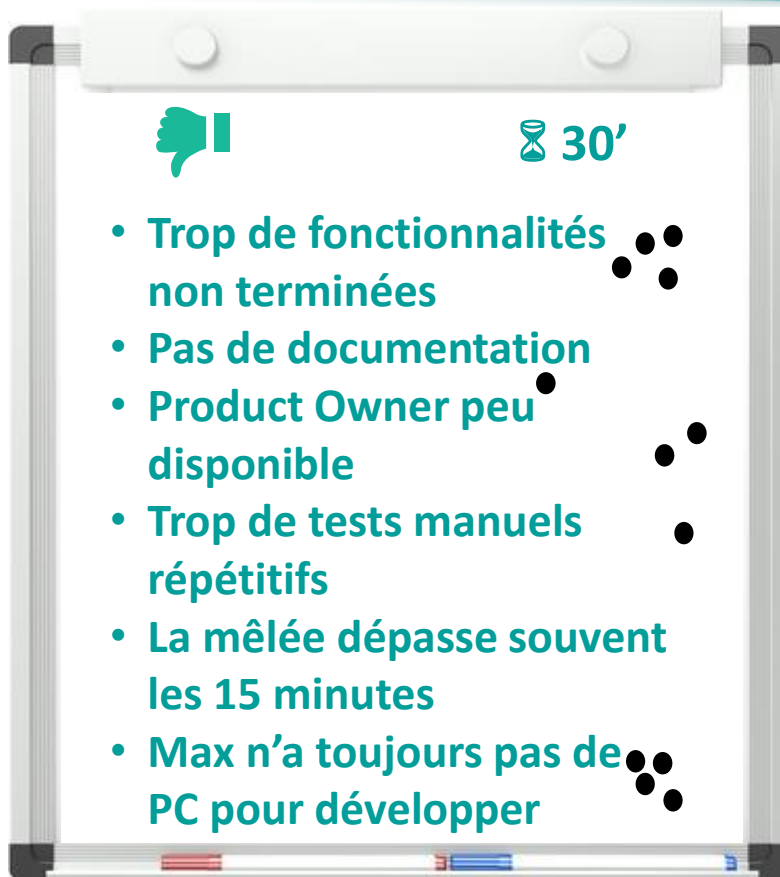 ⏳ 30’
• Trop de fonctionnalités
non terminées
• Pas de documentation
• Product Owner peu
disponible
• Trop de tests manuels
répétitifs
• La mêlée dépasse souvent
les 15 minutes
• Max n’a toujours pas de
PC pour développer